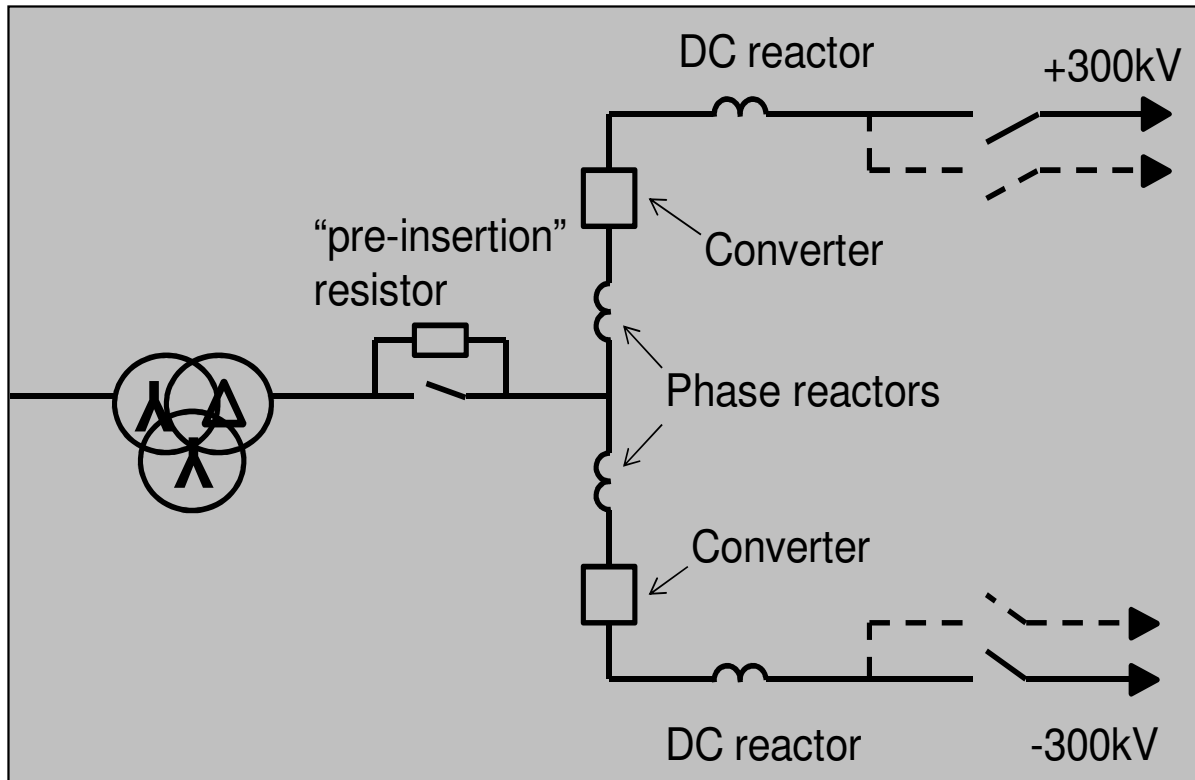 DC reactor
+300kV
“pre-insertion”
resistor
Converter
Phase reactors
Converter
DC reactor
-300kV